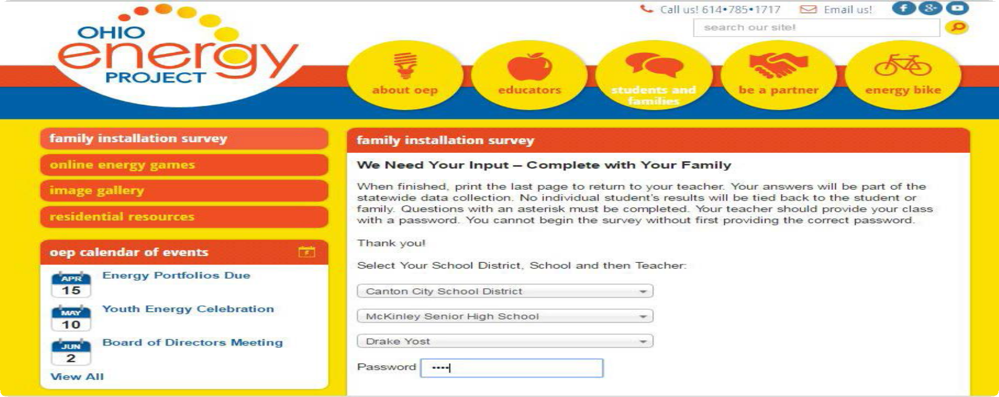 Call us! 614•785•1717 Email us!
search our site!
OHIO
energy
PROJECT
about oep
educators
students and
families
be a partner
energy bike
family installation survey
online energy games
image gallery
residential resources
oep calendar of events
APR
15
Energy Portfolios Due
MAY
10
Youth Energy Celebration
JUN
2
Board of Directors Meeting
View All
family installation survey
We Need Your Input – Complete with Your Family
When finished, print the last page to return to your teacher. Your answers will be part of the
statewide data collection. No individual student's results will be tied back to the student or
family. Questions with an asterisk must be completed. Your teacher should provide your class
with a password. You cannot begin the survey without first providing the correct password.
Thank you!
Select Your School District, School and then Teacher:
Canton City School District
McKinley Senior High School
Drake Yost
Password ••••